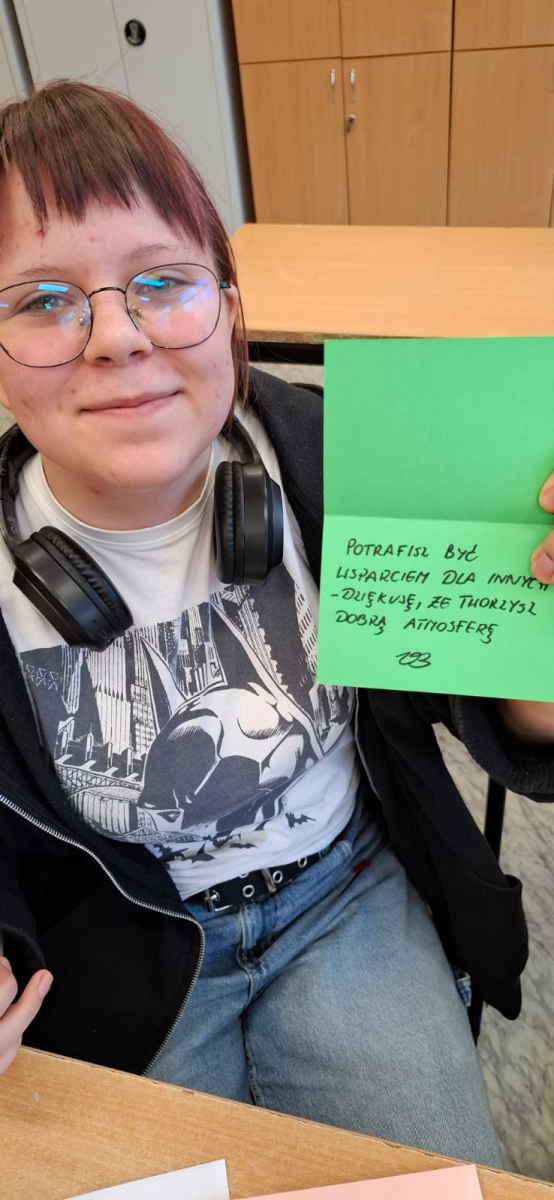 POTRAFISZ BYĆ
WSPARCIEM DLA INNYCH
- DZIĘKUJĘ, ŻE TWORZYSZ
DOBRĄ ATMOSFERĘ